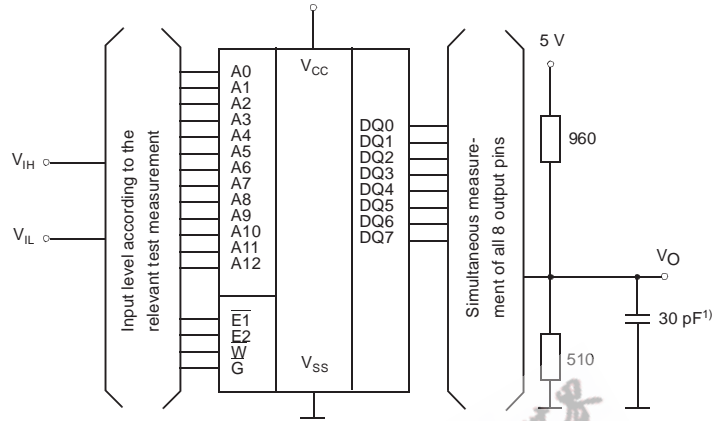 5 V
V_CC
A0
A1
A2
A3
A4
A5
A6
A7
A8
A9
A10
A11
A12
E̅1̅
E2
W̅
G̅
V_IH
V_IL
Input level according to the
relevant test measurement
DQ0
DQ1
DQ2
DQ3
DQ4
DQ5
DQ6
DQ7
V_SS
Simultaneous measure-
ment of all 8 output pins
960
V_O
30 pF¹⁾
510